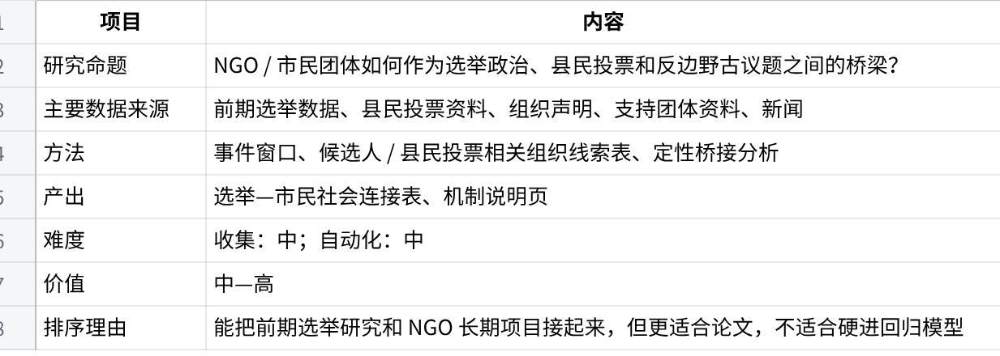 1 项目 内容
2 研究命题 NGO / 市民团体如何作为选举政治、县民投票和反边野古议题之间的桥梁？
3 主要数据来源 前期选举数据、县民投票资料、组织声明、支持团体资料、新闻
4 方法 事件窗口、候选人 / 县民投票相关组织线索表、定性桥接分析
5 产出 选举—市民社会连接表、机制说明页
6 难度 收集：中；自动化：中
7 价值 中—高
8 排序理由 能把前期选举研究和 NGO 长期项目接起来，但更适合论文，不适合硬进回归模型